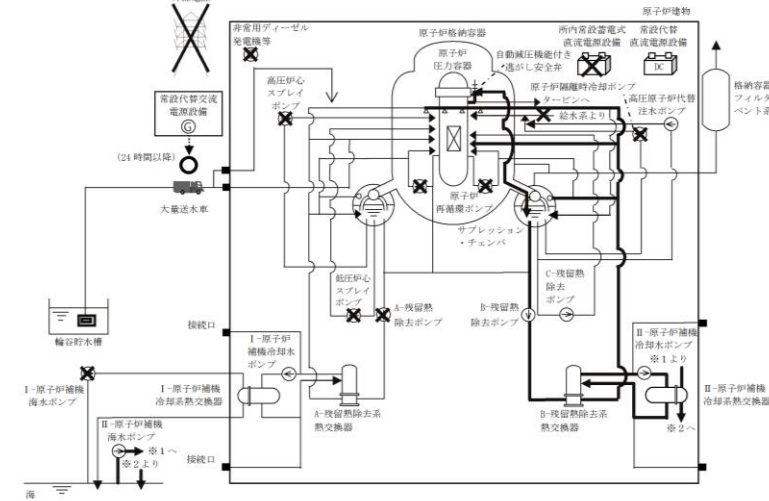 原子炉建物
非常用ディーゼル
発電機等
原子炉格納容器
原子炉
圧力容器
所内常設蓄電式
直流電源設備
常設代替
直流電源設備
DC
自動減圧機能付き
逃がし安全弁
高圧炉心
スプレイ
ポンプ
原子炉隔離時冷却ポンプ
タービンへ
給水系より
高圧原子炉代替
注水ポンプ
格納容器
フィルタ
ベント系
常設代替交流
電源設備
G
(24時間以降)
大量送水車
原子炉
再循環ポンプ
サプレッション
・チェンバ
低圧炉心
スプレイ
ポンプ
A-残留熱
除去ポンプ
B-残留熱
除去ポンプ
C-残留熱
除去
ポンプ
輪谷貯水槽
接続口
Ⅰ-原子炉
補機冷却水
ポンプ
Ⅱ-原子炉補機
冷却水ポンプ
※1より
Ⅰ-原子炉補機
海水ポンプ
Ⅰ-原子炉補機
冷却系熱交換器
A-残留熱除去系
熱交換器
B-残留熱除去系
熱交換器
Ⅱ-原子炉補機
冷却系熱交換器
※2へ
Ⅱ-原子炉補機
海水ポンプ
※1へ
※2より
接続口
海